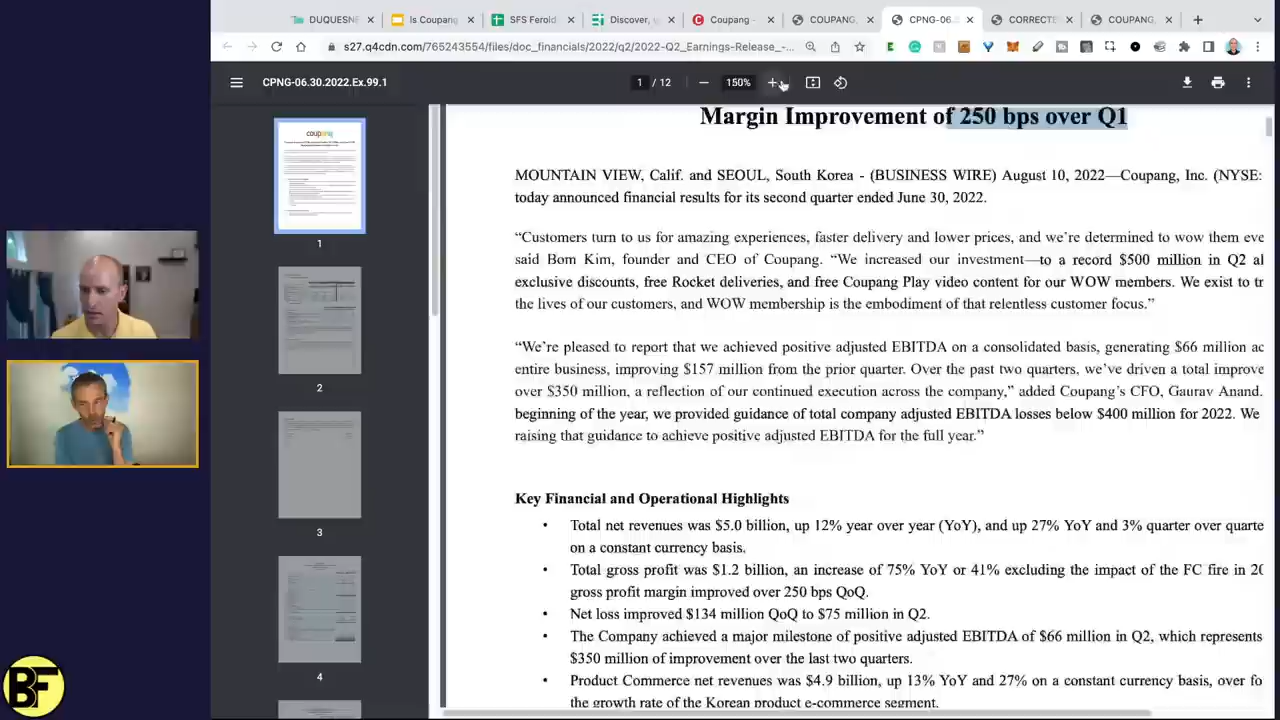 DUQUESNE
Is Coupang
SFS Feroid
Discover,
Coupang -
COUPANG,
CPNG-06.
CORRECTE
COUPANG,
s27.q4cdn.com/765243554/files/doc_financials/2022/q2/2022-Q2_Earnings-Release_-...
CPNG-06.30.2022.Ex.99.1
1 / 12
150%
Margin Improvement of 250 bps over Q1
MOUNTAIN VIEW, Calif. and SEOUL, South Korea - (BUSINESS WIRE) August 10, 2022—Coupang, Inc. (NYSE:
today announced financial results for its second quarter ended June 30, 2022.
“Customers turn to us for amazing experiences, faster delivery and lower prices, and we’re determined to wow them eve
said Bom Kim, founder and CEO of Coupang. “We increased our investment—to a record $500 million in Q2 al
exclusive discounts, free Rocket deliveries, and free Coupang Play video content for our WOW members. We exist to tr
the lives of our customers, and WOW membership is the embodiment of that relentless customer focus.”
“We’re pleased to report that we achieved positive adjusted EBITDA on a consolidated basis, generating $66 million ac
entire business, improving $157 million from the prior quarter. Over the past two quarters, we’ve driven a total improve
over $350 million, a reflection of our continued execution across the company,” added Coupang’s CFO, Gaurav Anand.
beginning of the year, we provided guidance of total company adjusted EBITDA losses below $400 million for 2022. We
raising that guidance to achieve positive adjusted EBITDA for the full year.”
Key Financial and Operational Highlights
• Total net revenues was $5.0 billion, up 12% year over year (YoY), and up 27% YoY and 3% quarter over quarte
on a constant currency basis.
• Total gross profit was $1.2 billion, an increase of 75% YoY or 41% excluding the impact of the FC fire in 20
gross profit margin improved over 250 bps QoQ.
• Net loss improved $134 million QoQ to $75 million in Q2.
• The Company achieved a major milestone of positive adjusted EBITDA of $66 million in Q2, which represents
$350 million of improvement over the last two quarters.
• Product Commerce net revenues was $4.9 billion, up 13% YoY and 27% on a constant currency basis, over fo
the growth rate of the Korean product e-commerce segment.
coupang
1
2
3
4
BF